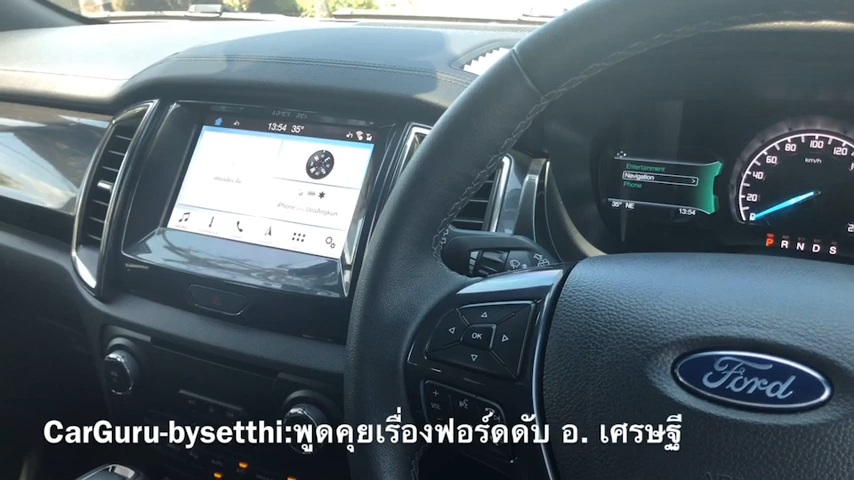 13:54 35°
Entertainment
Navigation >
Phone
35° NE 13:54
20
40
60
80
100
120
km/h
P R N D S
OK
VOL
Ford
CarGuru-bysetthi:พูดคุยเรื่องฟอร์ดดับ อ. เศรษฐี